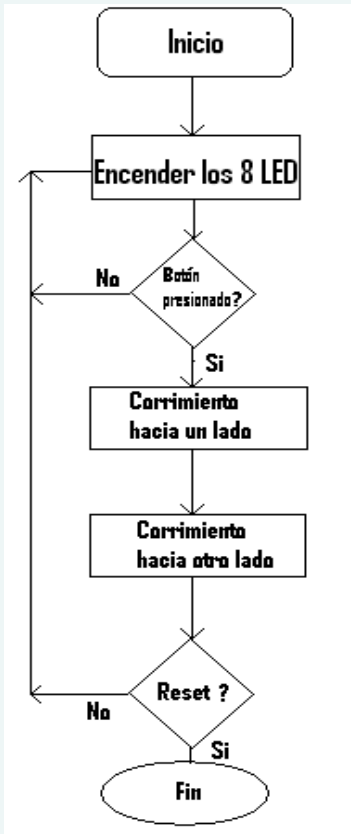 Inicio
Encender los 8 LED
Botón
presionado?
No
Si
Corrimiento
hacia un lado
Corrimiento
hacia otro lado
Reset ?
No
Si
Fin